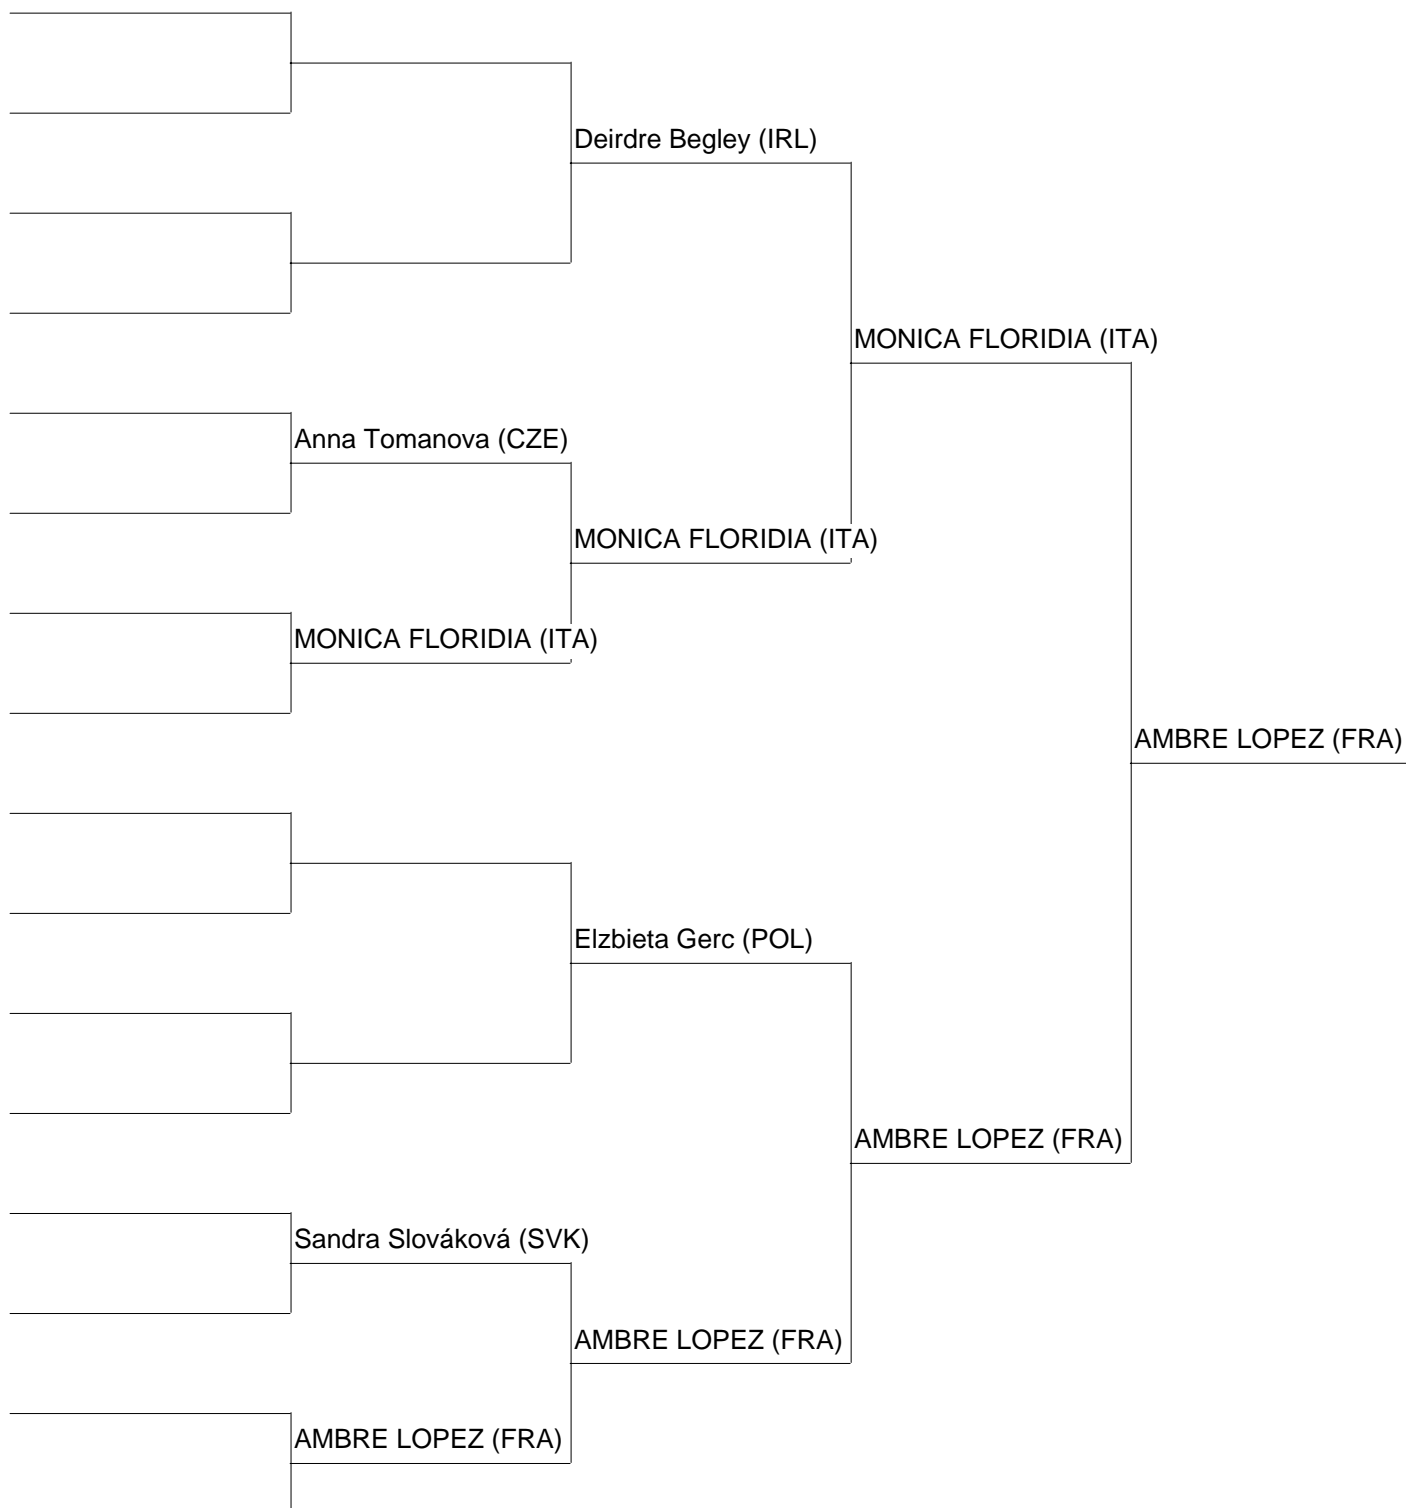 Deirdre Begley (IRL)
MONICA FLORIDIA (ITA)
Anna Tomanova (CZE)
MONICA FLORIDIA (ITA)
MONICA FLORIDIA (ITA)
AMBRE LOPEZ (FRA)
Elzbieta Gerc (POL)
AMBRE LOPEZ (FRA)
Sandra Slováková (SVK)
AMBRE LOPEZ (FRA)
AMBRE LOPEZ (FRA)